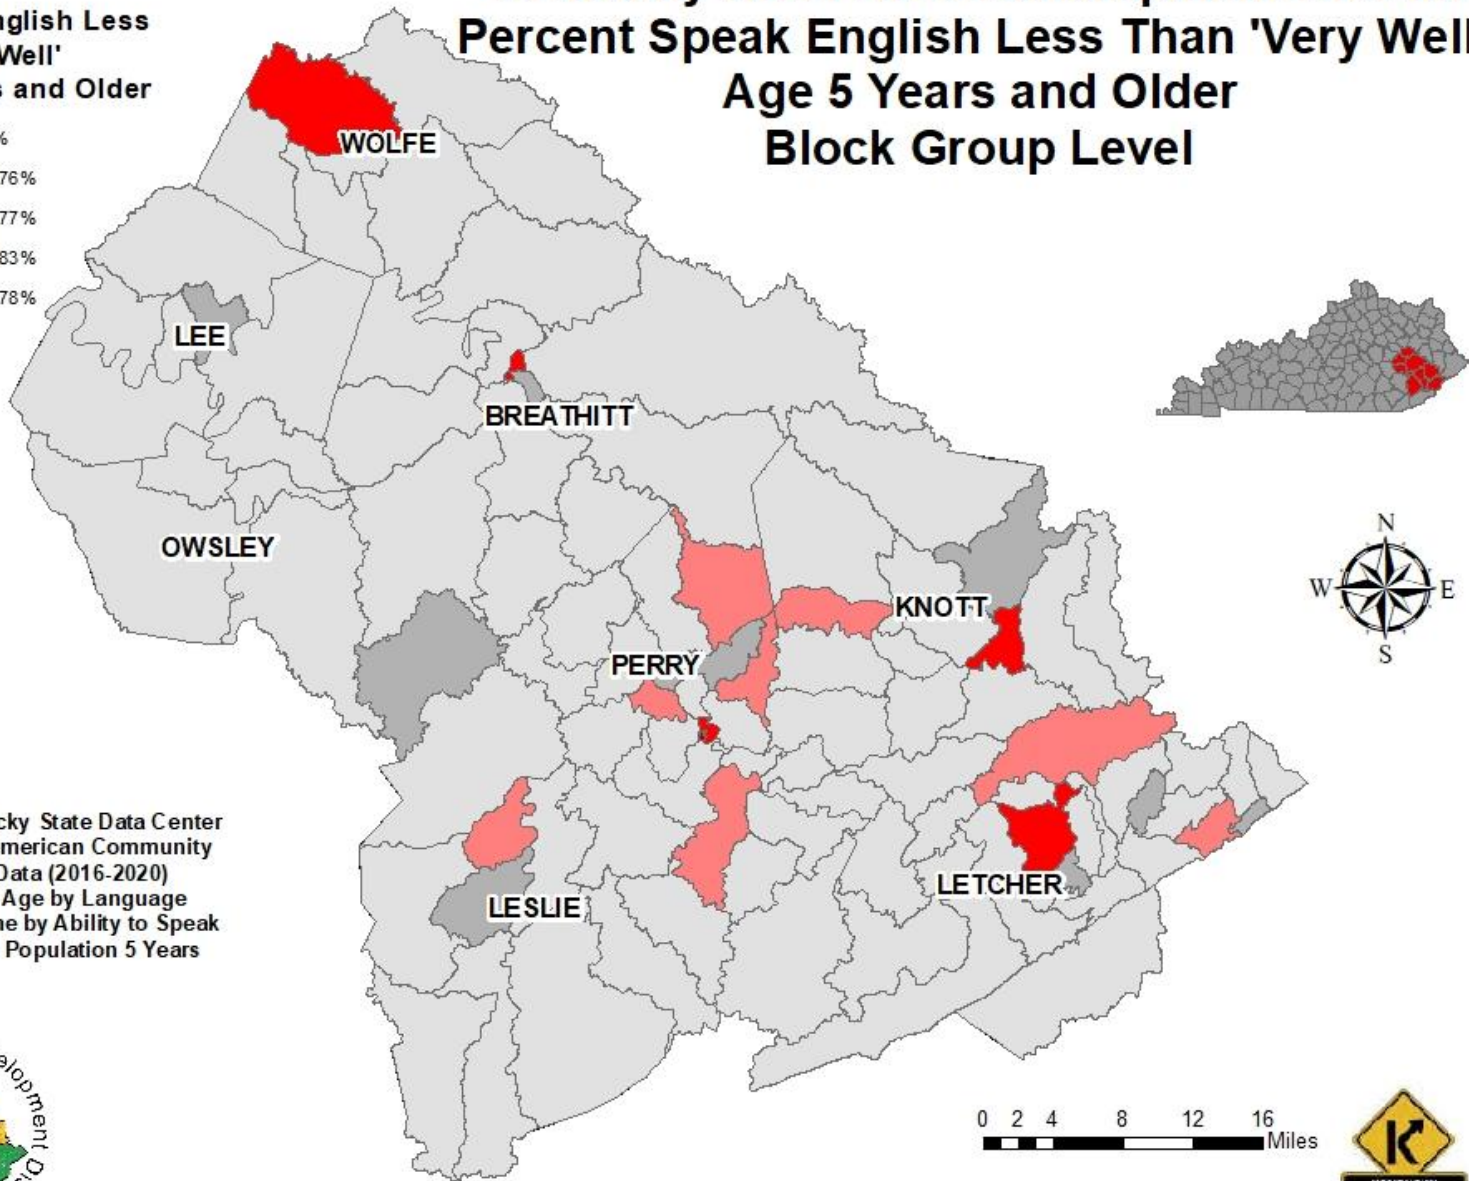 Percent Speak English Less Than 'Very Well
Age 5 Years and Older
Block Group Level
nglish Less
Well'
s and Older
%
76%
77%
83%
78%
WOLFE
LEE
BREATHITT
OWSLEY
KNOTT
PERRY
LETCHER
LESLIE
N
W E
S
cky State Data Center
merican Community
Data (2016-2020)
Age by Language
ne by Ability to Speak
Population 5 Years
elopment Dis
0 2 4 8 12 16
Miles